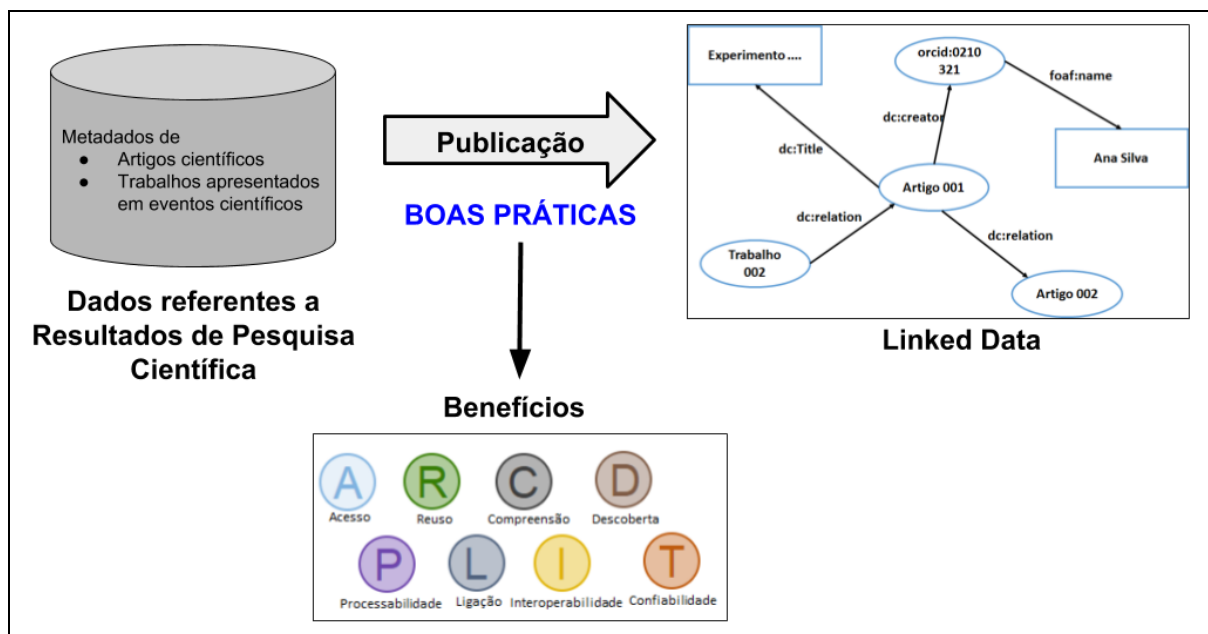 Metadados de
● Artigos científicos
● Trabalhos apresentados
em eventos científicos
Dados referentes a
Resultados de Pesquisa
Científica
Publicação
BOAS PRÁTICAS
Experimento ....
orcid:0210
321
foaf:name
dc:creator
dc:Title
Ana Silva
Artigo 001
dc:relation
dc:relation
Trabalho
002
Artigo 002
Linked Data
Benefícios
A
R
C
D
Acesso
Reuso
Compreensão
Descoberta
P
L
I
T
Processabilidade
Ligação
Interoperabilidade
Confiabilidade